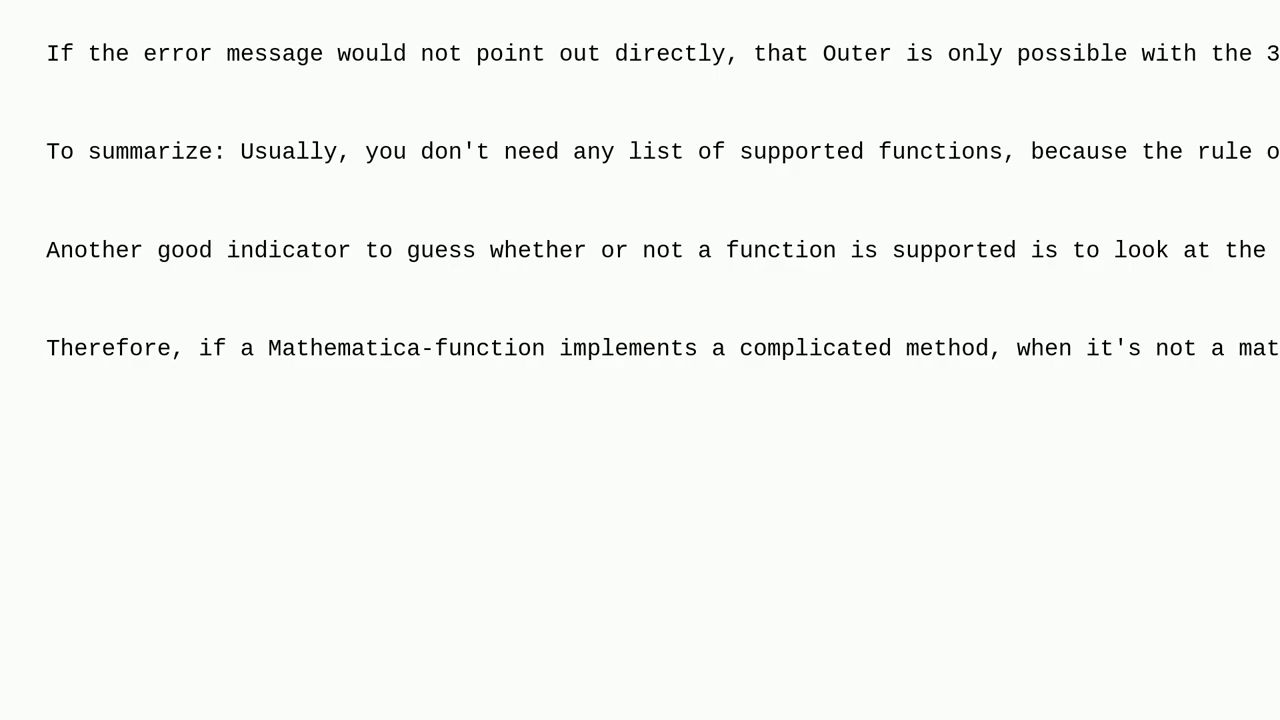 If the error message would not point out directly, that Outer is only possible with the 3
To summarize: Usually, you don't need any list of supported functions, because the rule o
Another good indicator to guess whether or not a function is supported is to look at the
Therefore, if a Mathematica-function implements a complicated method, when it's not a mat